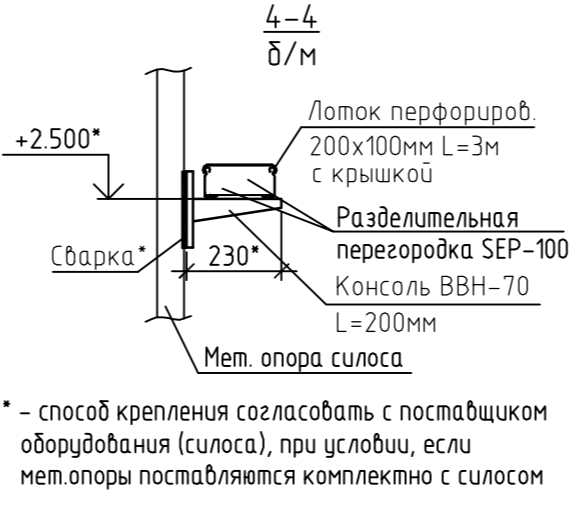 4-4
б/м
Лоток перфориров.
+2.500*
200х100мм L=3м
с крышкой
Разделительная
перегородка SEP-100
Сварка*
230*
Консоль ВВН-70
L=200мм
Мет. опора силоса
* - способ крепления согласовать с поставщиком
оборудования (силоса), при условии, если
мет.опоры поставляются комплектно с силосом